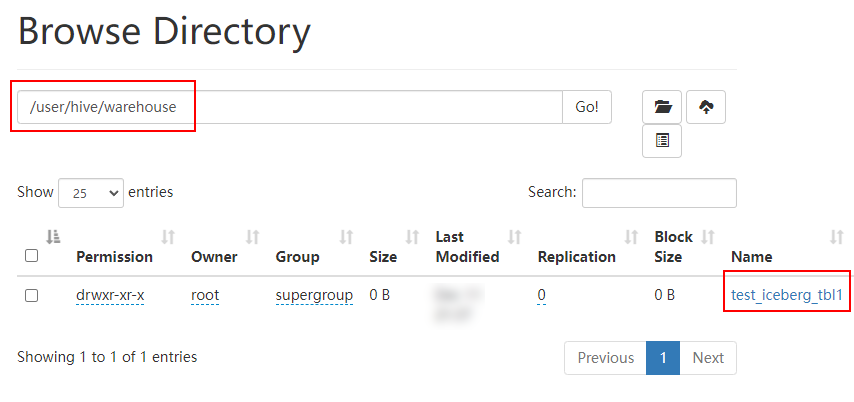 Browse Directory
/user/hive/warehouse
Go!
Show 25 entries
Search:
Permission Owner Group Size Last Modified Replication Block Size Name
drwxr-xr-x root supergroup 0 B 0 0 B test_iceberg_tbl1
Showing 1 to 1 of 1 entries
Previous 1 Next